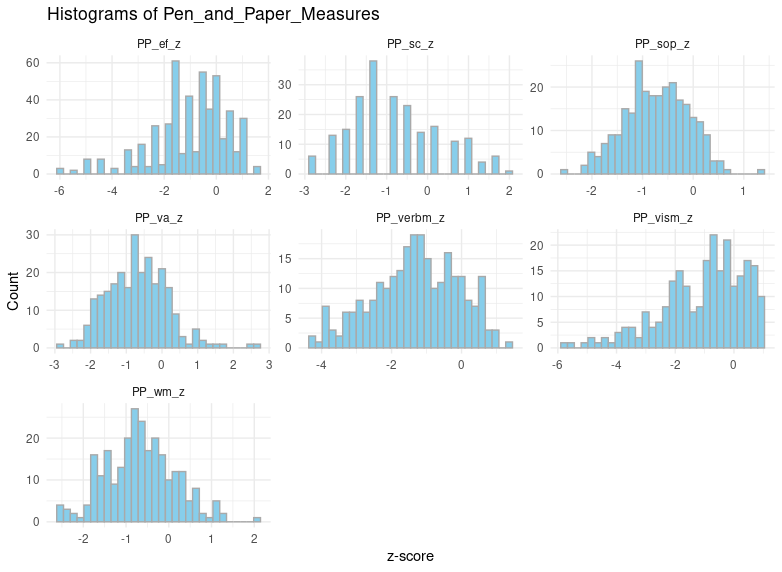 Histograms of Pen_and_Paper_Measures
PP_ef_z
PP_sc_z
PP_sop_z
60
40
20
0
-6 -4 -2 0 2
30
20
10
0
-3 -2 -1 0 1 2
20
10
0
-2 -1 0 1
PP_va_z
PP_verbm_z
PP_vism_z
30
20
10
0
-3 -2 -1 0 1 2 3
15
10
5
0
-4 -2 0
20
15
10
5
0
-6 -4 -2 0
Count
PP_wm_z
20
10
0
-2 -1 0 1 2
z-score